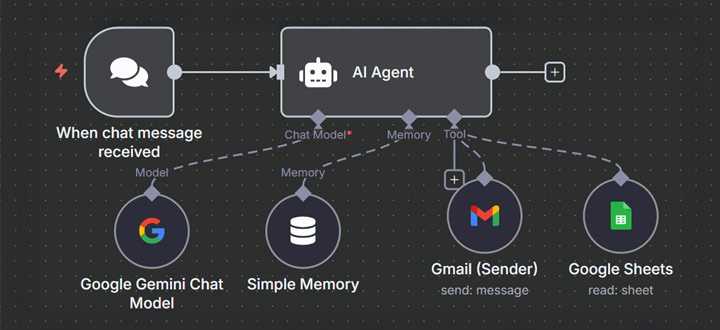 AI Agent
When chat message
received
Chat Model*
Memory
Tool
Model
Memory
Google Gemini Chat
Model
Simple Memory
Gmail (Sender)
send: message
Google Sheets
read: sheet